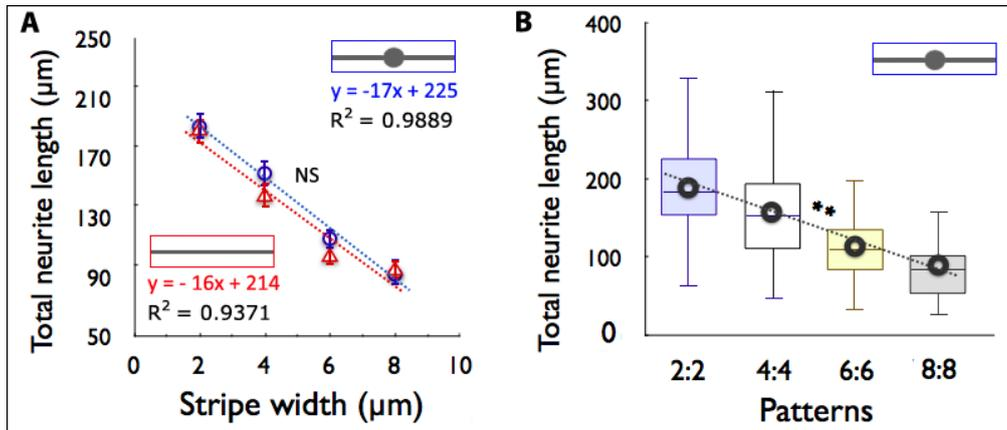 A
Total neurite length (µm)
250
210
170
130
90
50
0
2
4
6
8
10
Stripe width (µm)
y = -17x + 225
R² = 0.9889
NS
y = - 16x + 214
R² = 0.9371
B
Total neurite length (µm)
400
300
200
100
0
**
2:2
4:4
6:6
8:8
Patterns